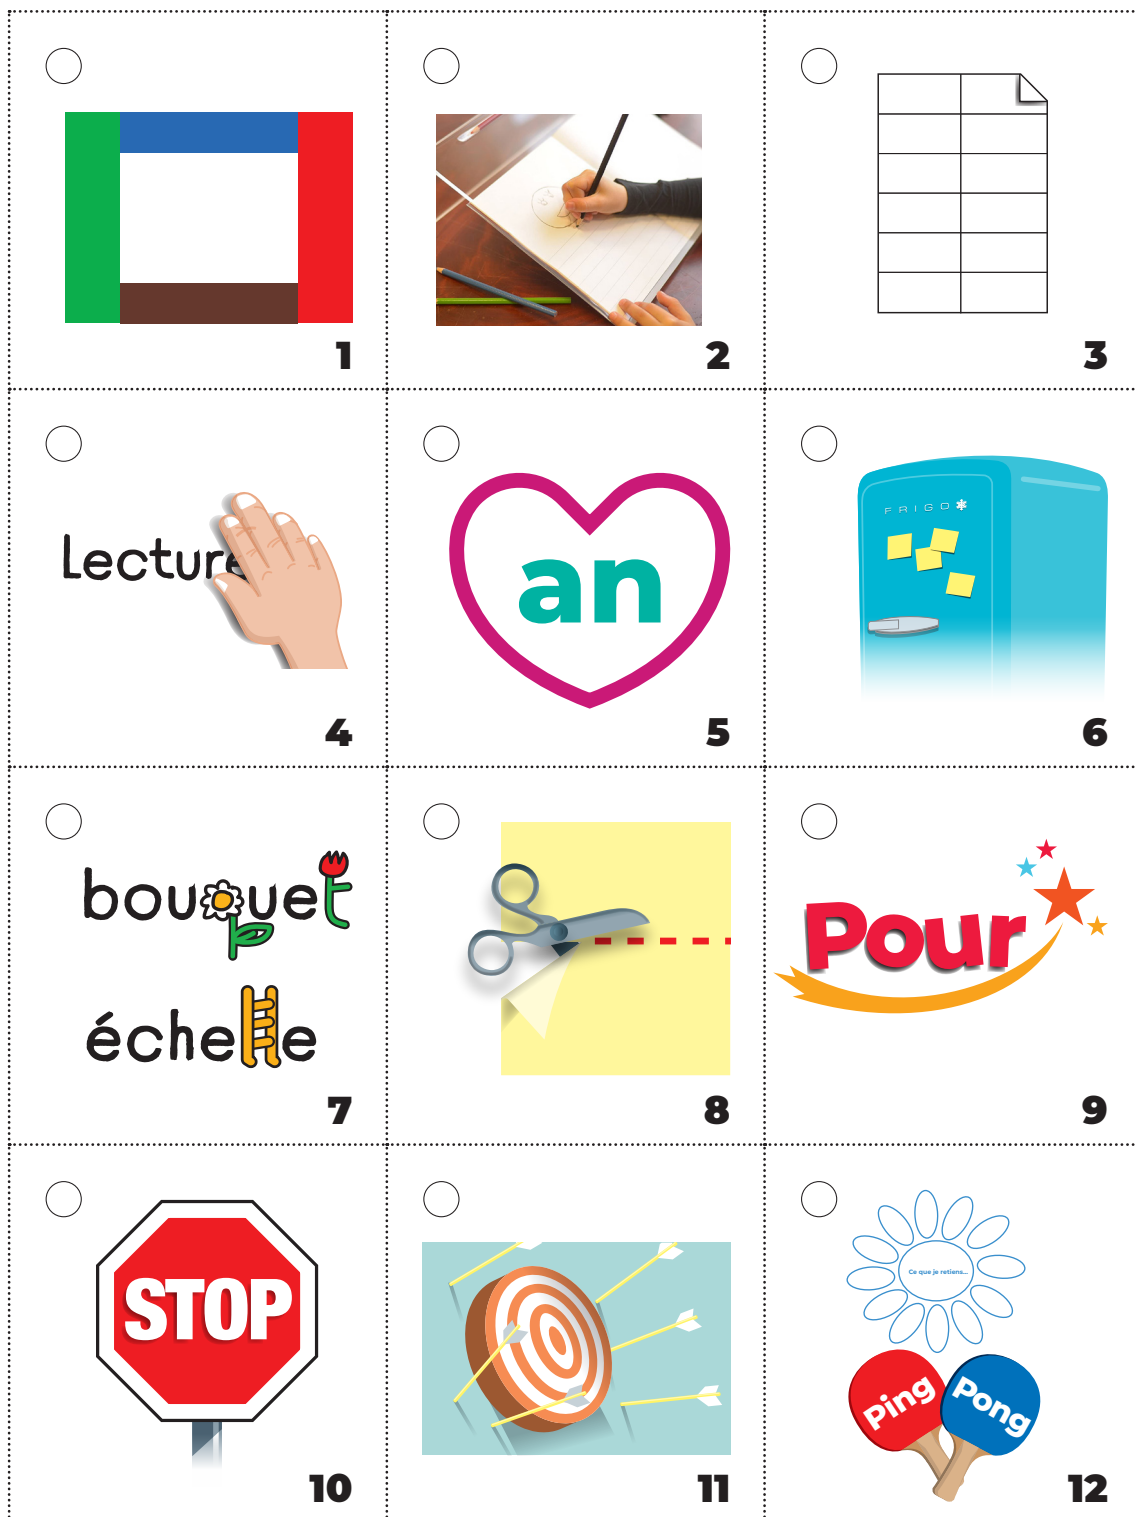 1
2
3
Lecture
4
an
5
FRIGO
6
bouquet
échelle
7
8
Pour
9
STOP
10
11
Ce que je retiens...
Ping
Pong
12